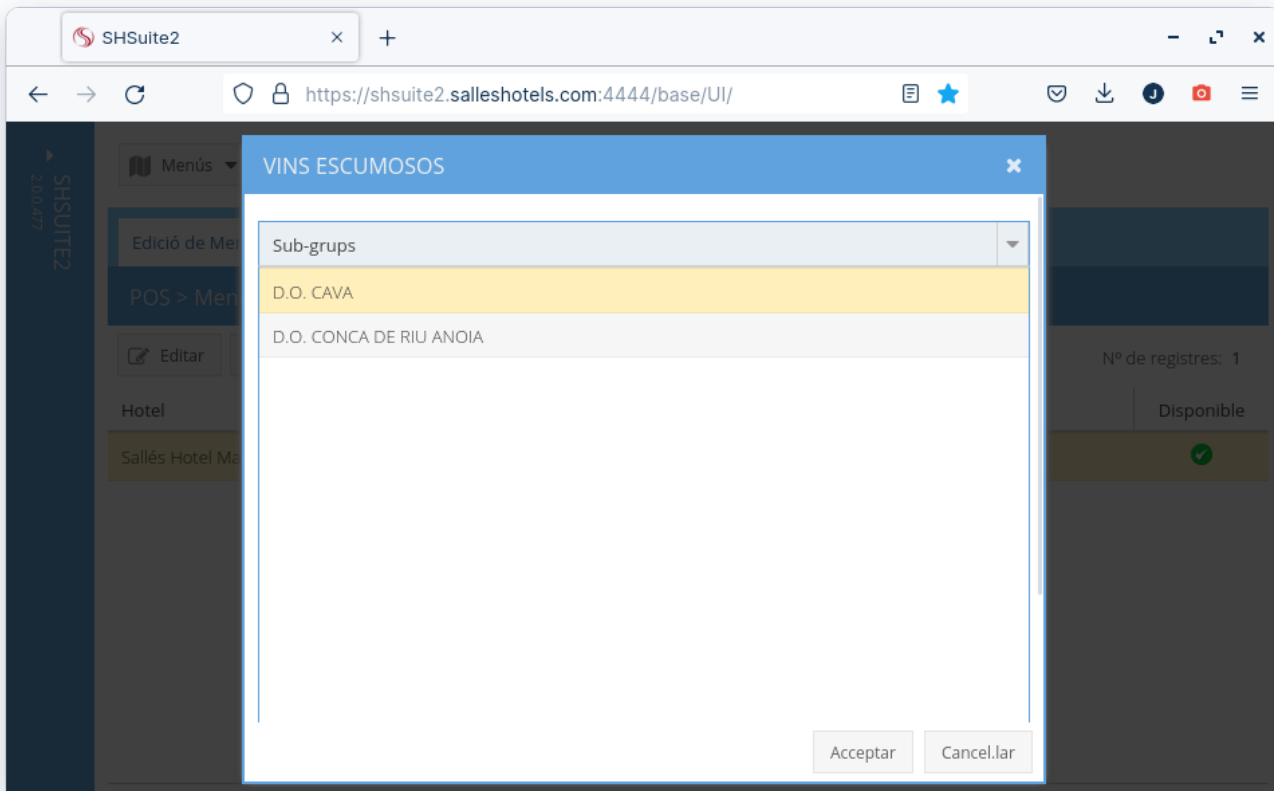 SHSuite2
https://shsuite2.salleshotels.com:4444/base/UI/
J
SHSUITE2
2.0.0.477
Menús
VINS ESCUMOSOS
Edició de Me
Sub-grups
POS > Men
D.O. CAVA
D.O. CONCA DE RIU ANOIA
Editar
Nº de registres: 1
Hotel
Disponible
Sallés Hotel Ma
Acceptar
Cancel.lar